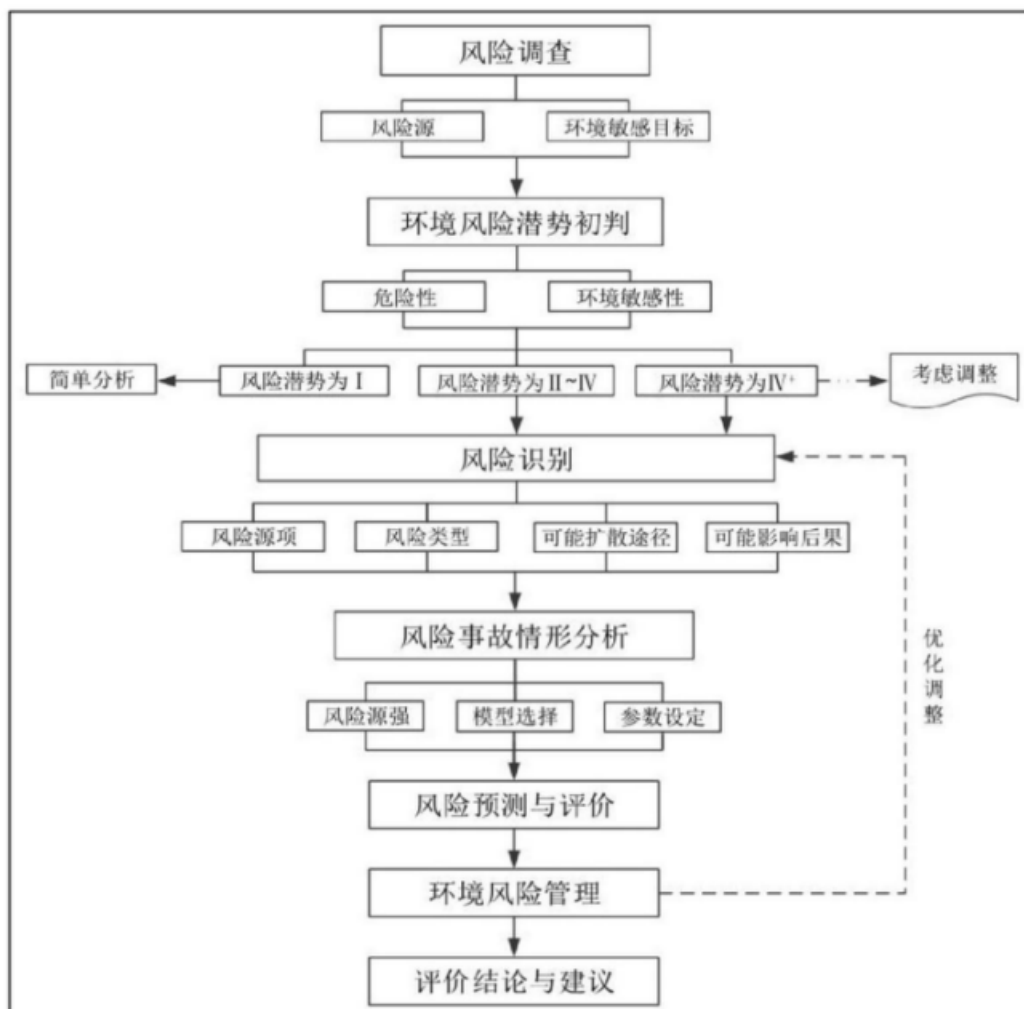 风险调查
风险源
环境敏感目标
环境风险潜势初判
危险性
环境敏感性
简单分析
风险潜势为Ⅰ
风险潜势为Ⅱ~Ⅳ
风险潜势为Ⅳ+
考虑调整
风险识别
风险源项
风险类型
可能扩散途径
可能影响后果
风险事故情形分析
优化调整
风险源强
模型选择
参数设定
风险预测与评价
环境风险管理
评价结论与建议